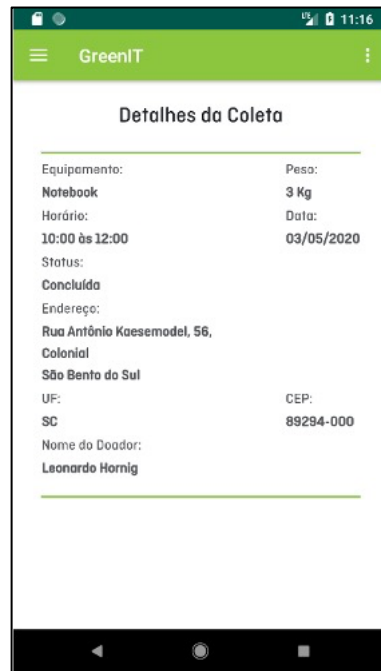 LTE 11:16
GreenIT
Detalhes da Coleta
Equipamento: Peso:
Notebook 3 Kg
Horário: Data:
10:00 às 12:00 03/05/2020
Status:
Concluída
Endereço:
Rua Antônio Kaesemodel, 56,
Colonial
São Bento do Sul
UF: CEP:
SC 89294-000
Nome do Doador:
Leonardo Hornig